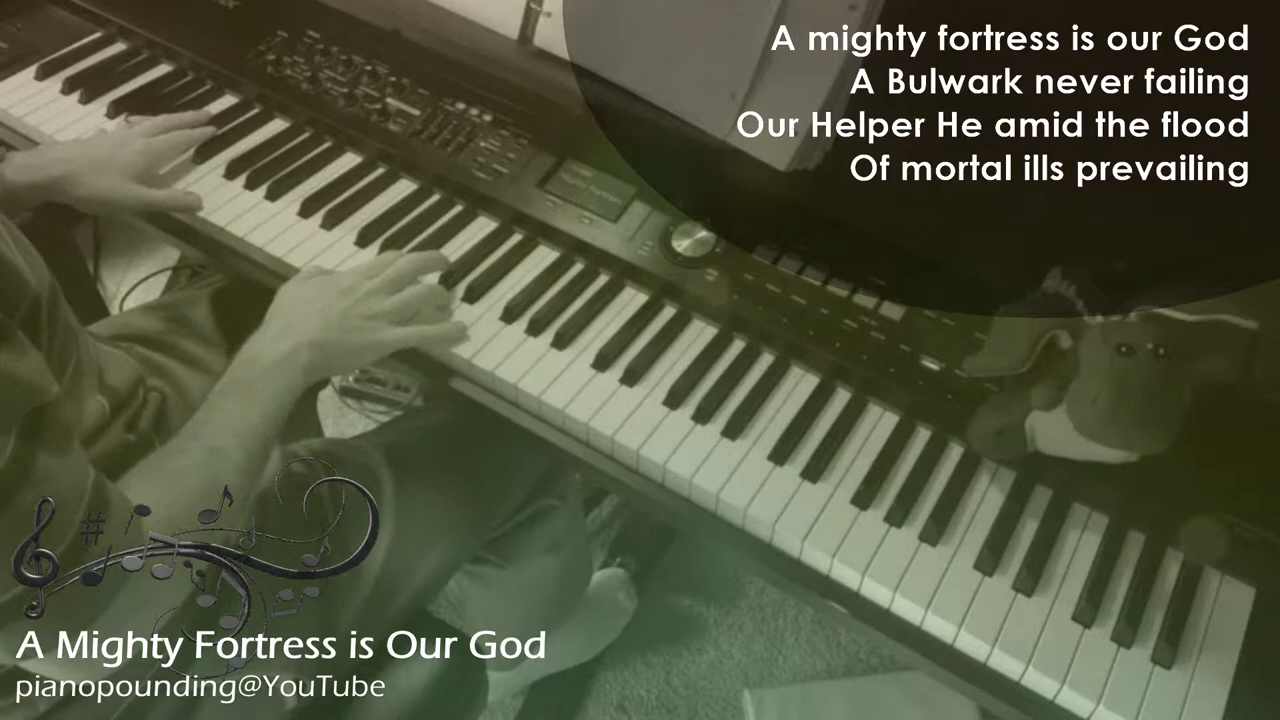 A mighty fortress is our God
A Bulwark never failing
Our Helper He amid the flood
Of mortal ills prevailing
A Mighty Fortress is Our God
pianopounding@YouTube